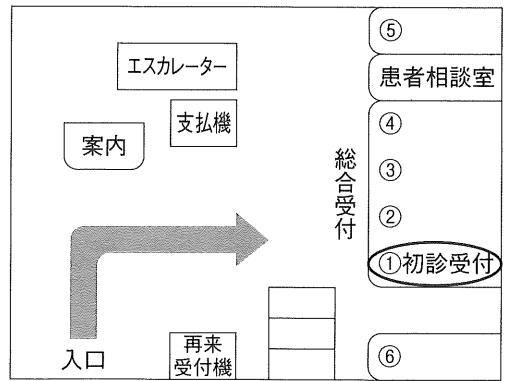 ⑤
エスカレーター
患者相談室
支払機
④
案内
総合受付
③
②
①初診受付
再来
受付機
入口
⑥